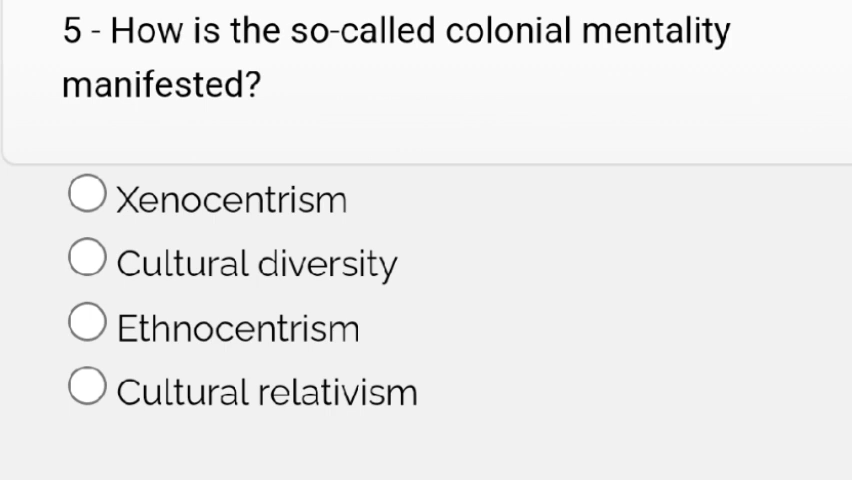 5 - How is the so-called colonial mentality
manifested?
Xenocentrism
Cultural diversity
Ethnocentrism
Cultural relativism